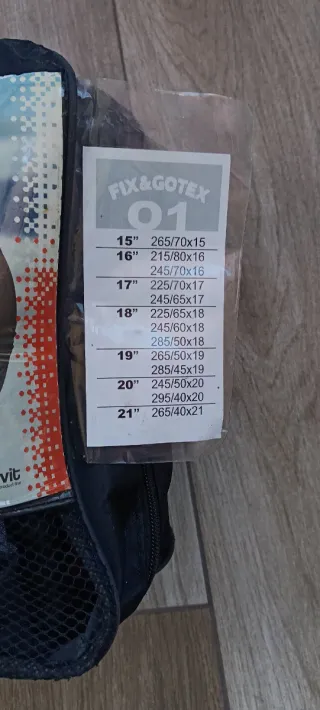 FIX&GOTEX
01
15" 265/70x15
16" 215/80x16
245/70x16
17" 225/70x17
245/65x17
18" 225/65x18
245/60x18
285/50x18
19" 265/50x19
285/45x19
20" 245/50x20
295/40x20
21" 265/40x21
vit